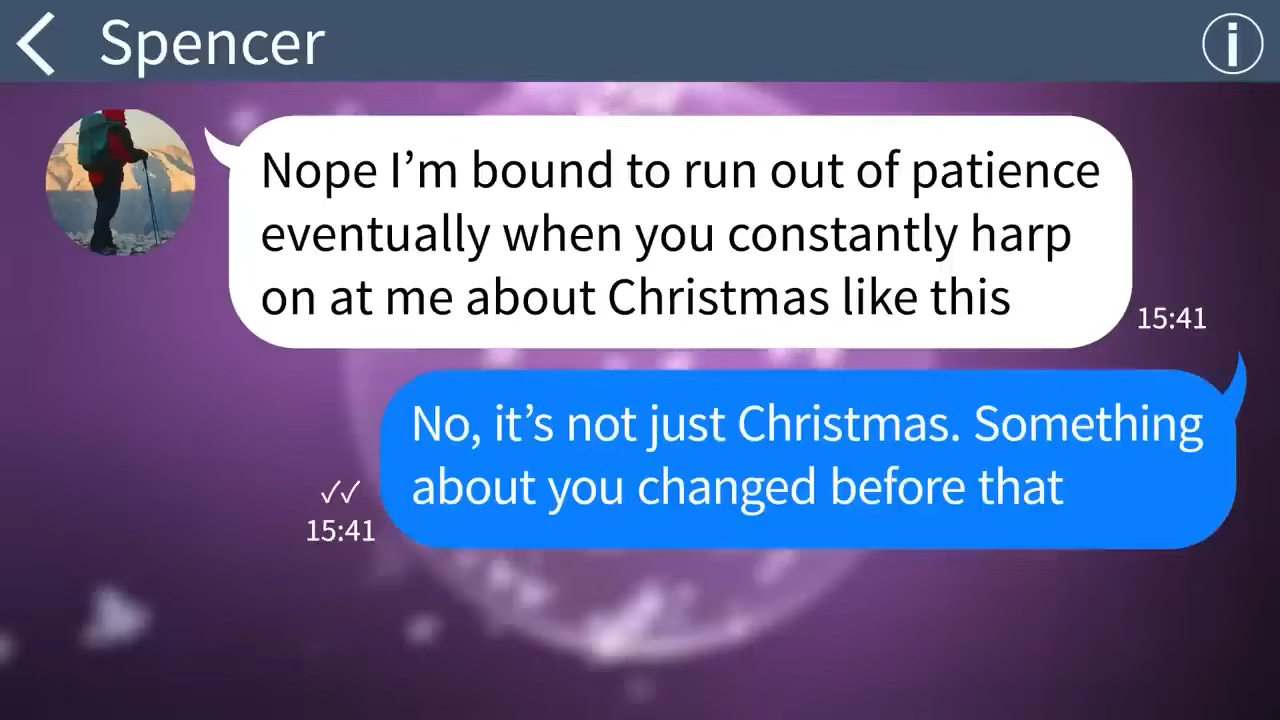 Spencer
Nope I’m bound to run out of patience
eventually when you constantly harp
on at me about Christmas like this
15:41
No, it’s not just Christmas. Something
about you changed before that
15:41